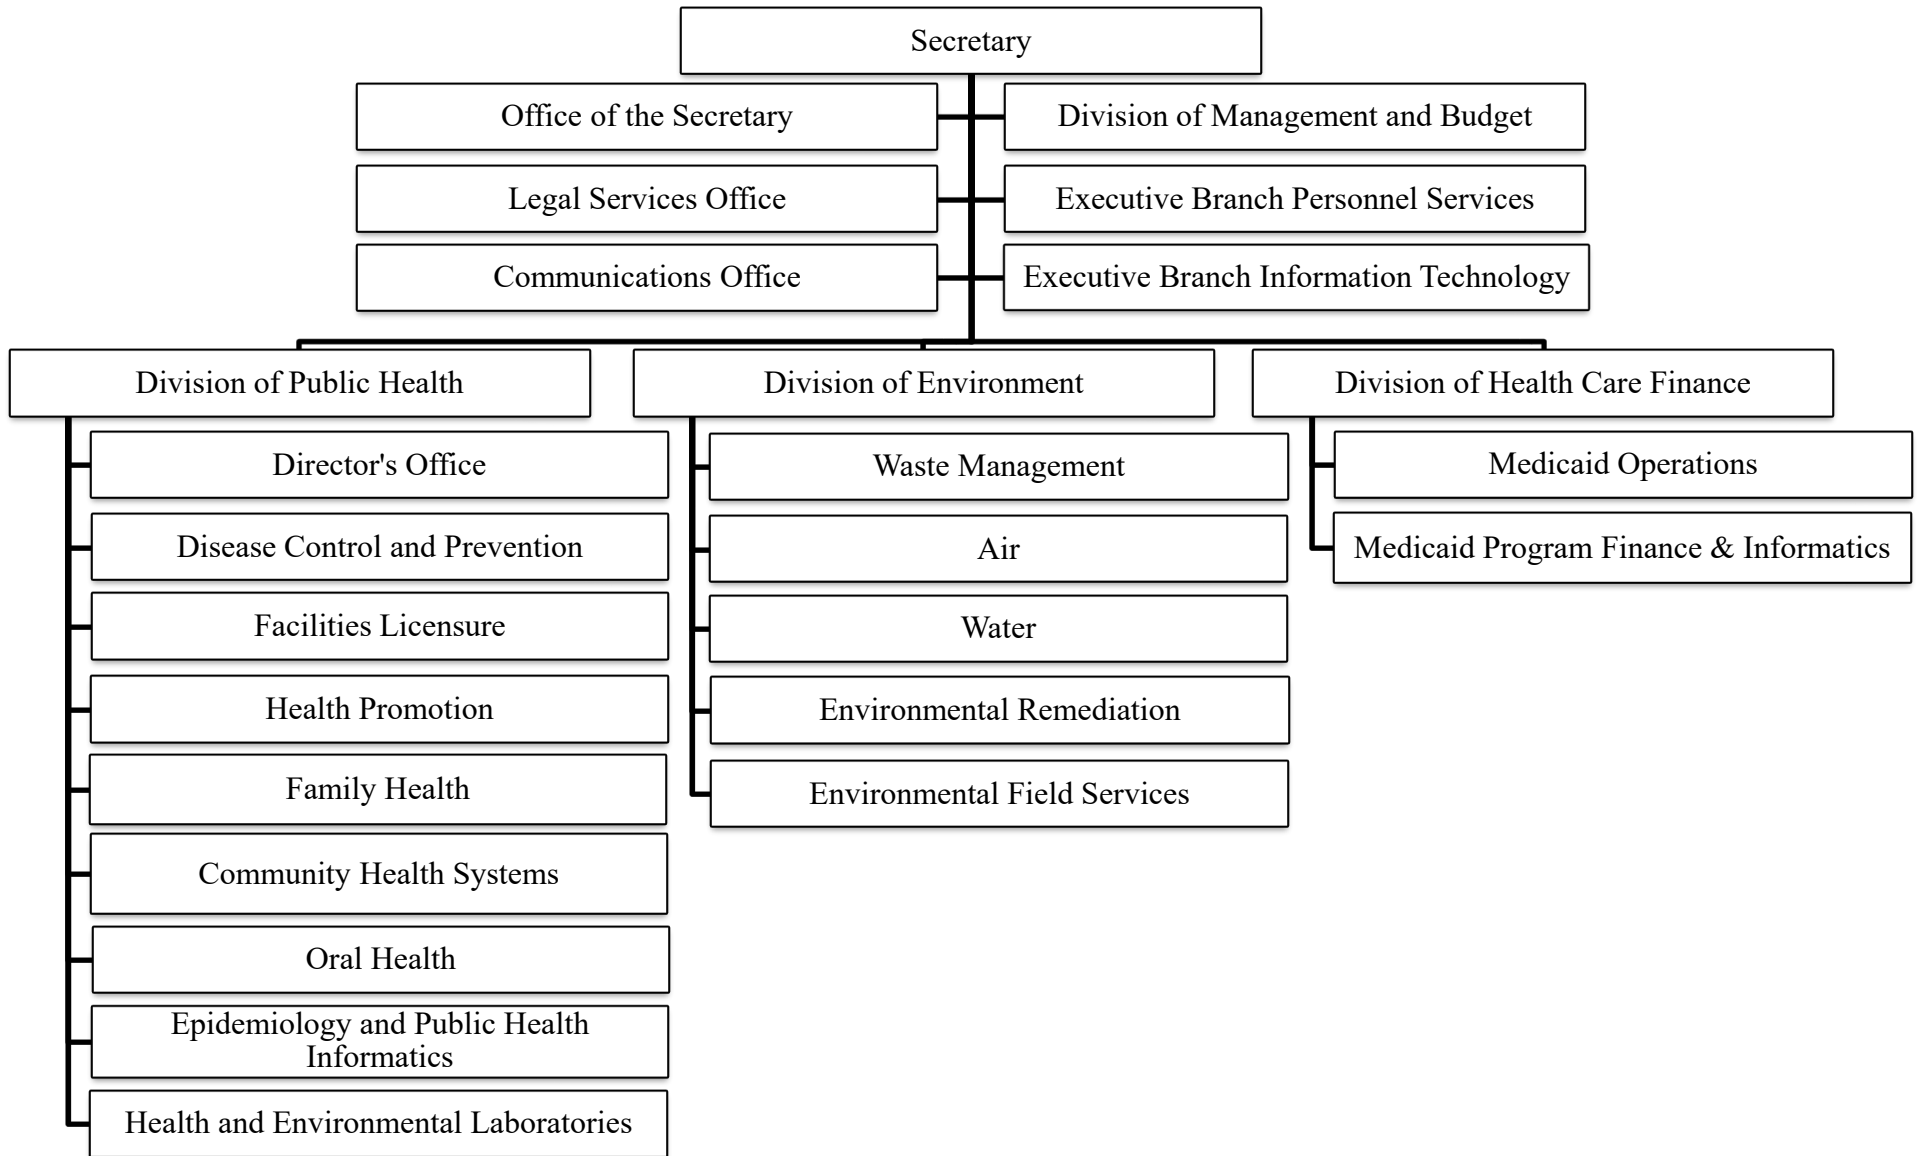 Secretary
Office of the Secretary
Division of Management and Budget
Legal Services Office
Executive Branch Personnel Services
Communications Office
Executive Branch Information Technology
Division of Public Health
Director's Office
Disease Control and Prevention
Facilities Licensure
Health Promotion
Family Health
Community Health Systems
Oral Health
Epidemiology and Public Health
Informatics
Health and Environmental Laboratories
Division of Environment
Waste Management
Air
Water
Environmental Remediation
Environmental Field Services
Division of Health Care Finance
Medicaid Operations
Medicaid Program Finance & Informatics